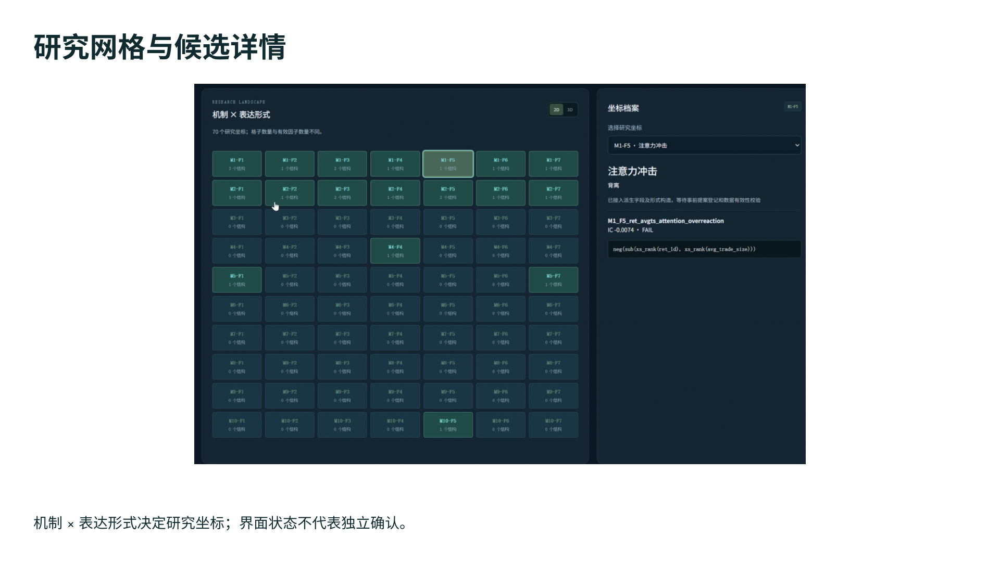 研究网格与候选详情
RESEARCH LANDSCAPE
机制 × 表达形式
2D 3D
70 个研究坐标；格子数量与有效因子数量不同。
M1-F1 M1-F2 M1-F3 M1-F4 M1-F5 M1-F6 M1-F7
3 个结构 1 个结构 2 个结构 1 个结构 1 个结构 1 个结构 1 个结构
M2-F1 M2-F2 M2-F3 M2-F4 M2-F5 M2-F6 M2-F7
3 个结构 1 个结构 2 个结构 1 个结构 2 个结构 1 个结构 1 个结构
M3-F1 M3-F2 M3-F3 M3-F4 M3-F5 M3-F6 M3-F7
0 个结构 0 个结构 0 个结构 0 个结构 0 个结构 0 个结构 0 个结构
M4-F1 M4-F2 M4-F3 M4-F4 M4-F5 M4-F6 M4-F7
0 个结构 0 个结构 0 个结构 1 个结构 0 个结构 0 个结构 0 个结构
M5-F1 M5-F2 M5-F3 M5-F4 M5-F5 M5-F6 M5-F7
1 个结构 0 个结构 0 个结构 0 个结构 0 个结构 0 个结构 1 个结构
M6-F1 M6-F2 M6-F3 M6-F4 M6-F5 M6-F6 M6-F7
0 个结构 0 个结构 0 个结构 0 个结构 0 个结构 0 个结构 0 个结构
M7-F1 M7-F2 M7-F3 M7-F4 M7-F5 M7-F6 M7-F7
0 个结构 0 个结构 0 个结构 0 个结构 0 个结构 0 个结构 0 个结构
M8-F1 M8-F2 M8-F3 M8-F4 M8-F5 M8-F6 M8-F7
0 个结构 0 个结构 0 个结构 0 个结构 0 个结构 0 个结构 0 个结构
M9-F1 M9-F2 M9-F3 M9-F4 M9-F5 M9-F6 M9-F7
0 个结构 0 个结构 0 个结构 0 个结构 0 个结构 0 个结构 0 个结构
M10-F1 M10-F2 M10-F3 M10-F4 M10-F5 M10-F6 M10-F7
0 个结构 0 个结构 0 个结构 0 个结构 1 个结构 0 个结构 0 个结构
坐标档案 M1-F5
选择研究坐标
M1-F5 · 注意力冲击
注意力冲击
背离
已接入派生字段及形式构造，等待事前提案登记和数据有效性校验
M1_F5_ret_avgts_attention_overreaction
IC -0.0074 · FAIL
neg(sub(xs_rank(ret_1d), xs_rank(avg_trade_size)))
机制 × 表达形式决定研究坐标；界面状态不代表独立确认。